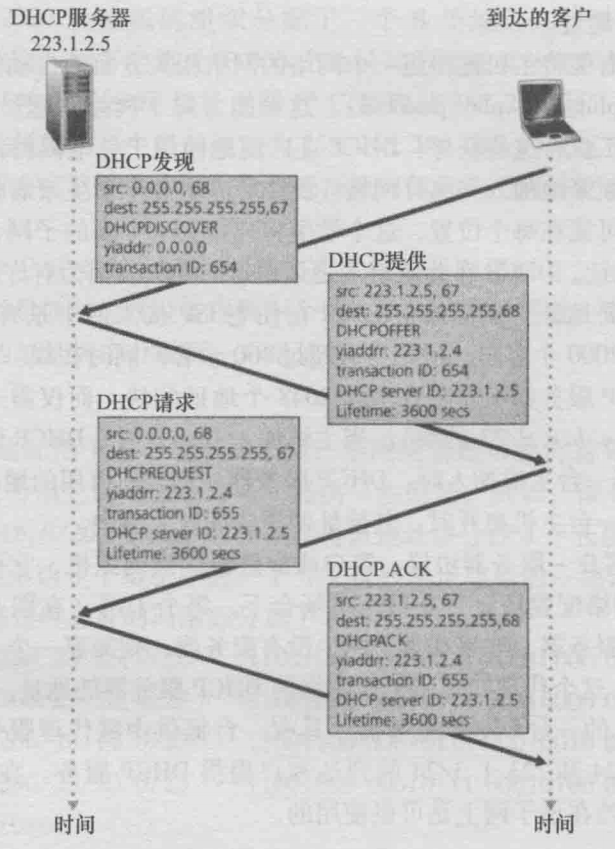 DHCP服务器
223.1.2.5
到达的客户
DHCP发现
src: 0.0.0.0, 68
dest: 255.255.255.255,67
DHCPDISCOVER
yiaddr: 0.0.0.0
transaction ID: 654
DHCP提供
src: 223.1.2.5, 67
dest: 255.255.255.255,68
DHCPOFFER
yiaddrr: 223.1.2.4
transaction ID: 654
DHCP server ID: 223.1.2.5
Lifetime: 3600 secs
DHCP请求
src: 0.0.0.0, 68
dest: 255.255.255.255, 67
DHCPREQUEST
yiaddrr: 223.1.2.4
transaction ID: 655
DHCP server ID: 223.1.2.5
Lifetime: 3600 secs
DHCP ACK
src: 223.1.2.5, 67
dest: 255.255.255.255,68
DHCPACK
yiaddrr: 223.1.2.4
transaction ID: 655
DHCP server ID: 223.1.2.5
Lifetime: 3600 secs
时间
时间